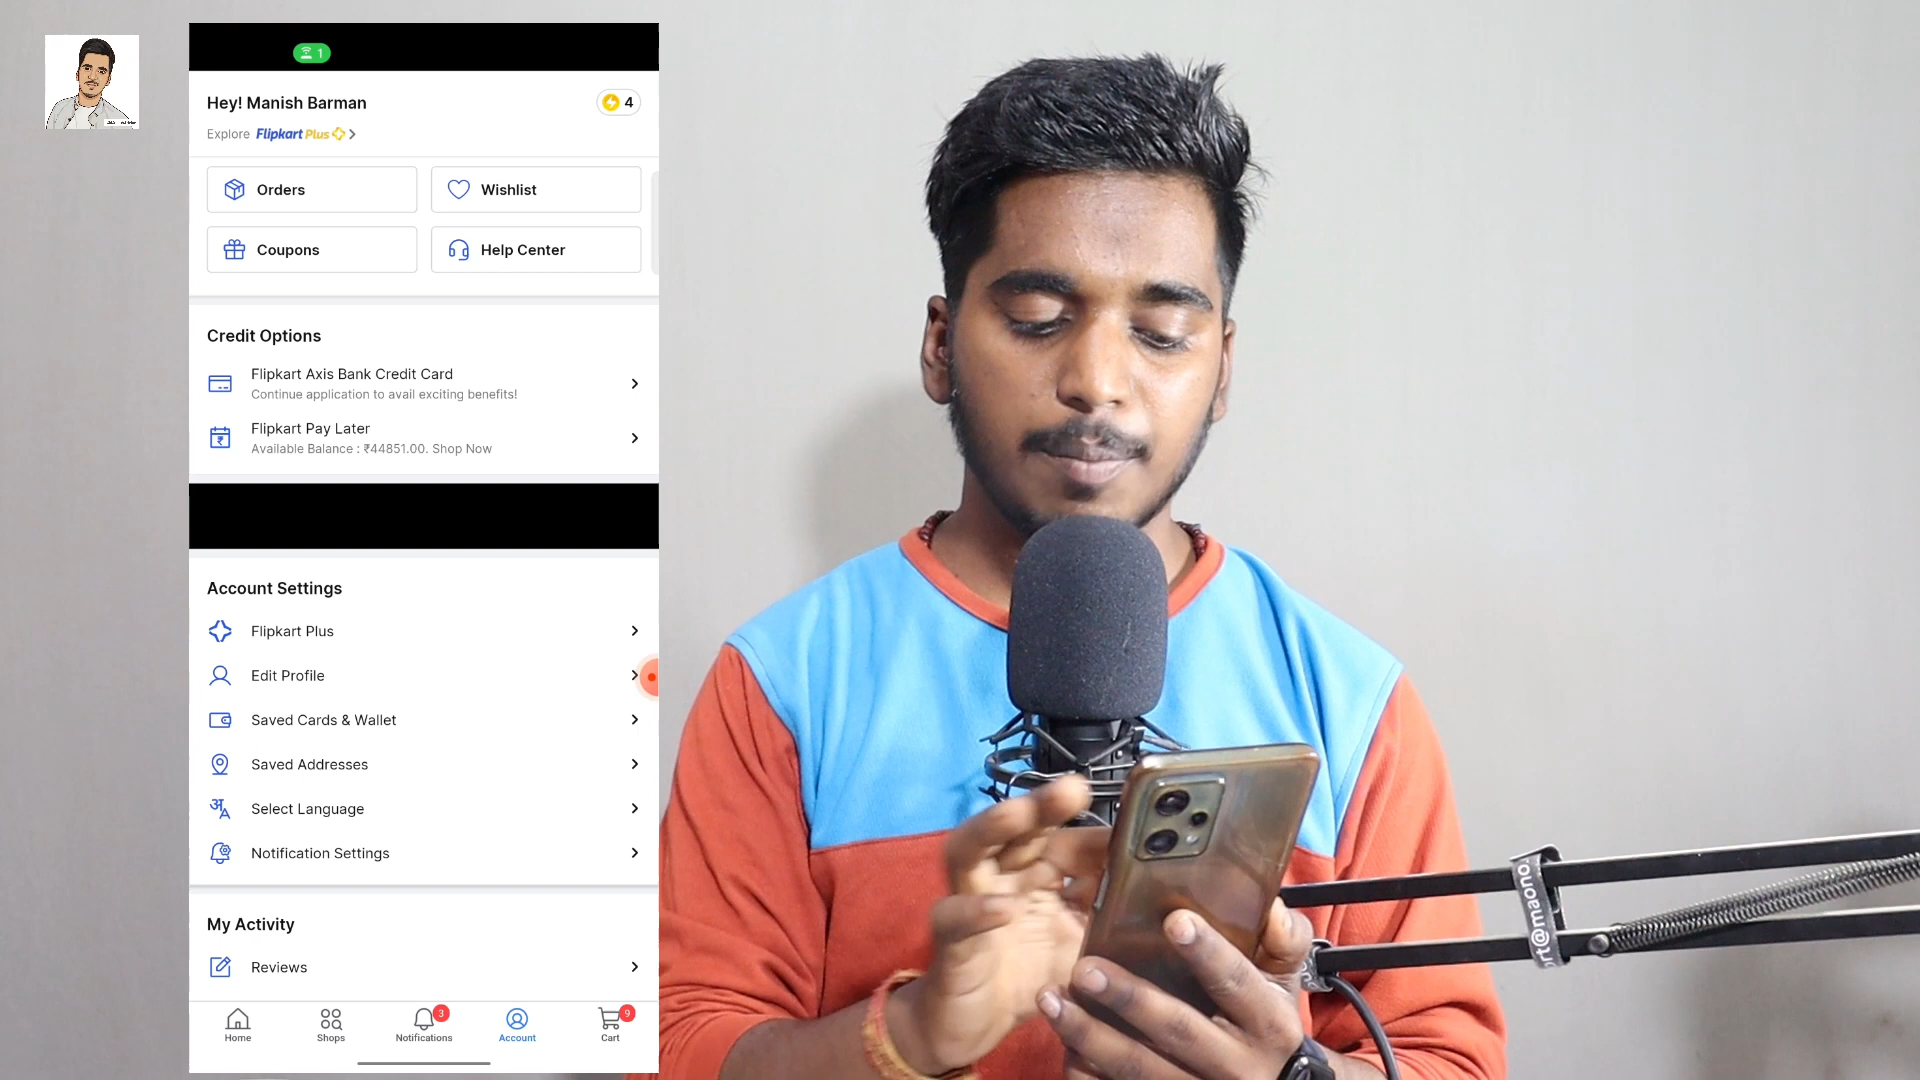 1
Hey! Manish Barman
4
Explore Flipkart Plus
Orders
Wishlist
Coupons
Help Center
Credit Options
Flipkart Axis Bank Credit Card
Continue application to avail exciting benefits!
Flipkart Pay Later
Available Balance : ₹44851.00. Shop Now
Account Settings
Flipkart Plus
Edit Profile
Saved Cards & Wallet
Saved Addresses
अA
Select Language
Notification Settings
My Activity
Reviews
Home
Shops
3
Notifications
Account
9
Cart
rt@maono.